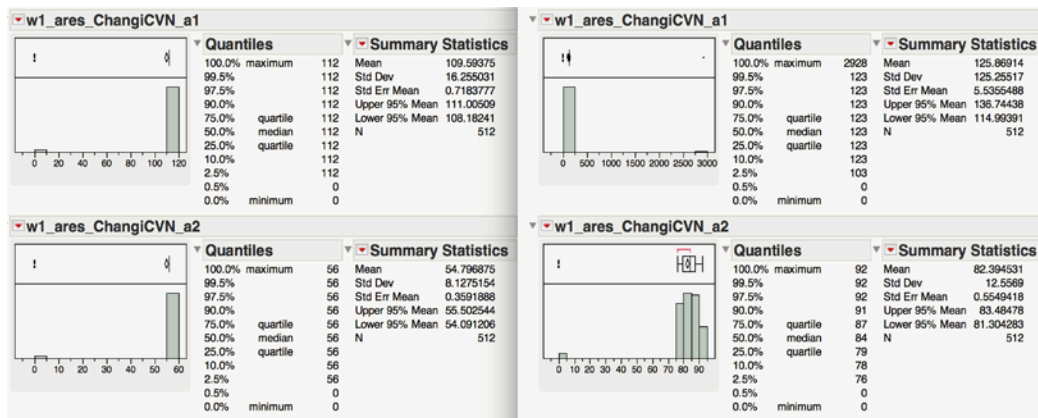 w1_ares_ChangiCVN_a1
Quantiles
100.0% maximum 112
99.5% 112
97.5% 112
90.0% 112
75.0% quartile 112
50.0% median 112
25.0% quartile 112
10.0% 112
2.5% 112
0.5% 0
0.0% minimum 0
Summary Statistics
Mean 109.59375
Std Dev 16.255031
Std Err Mean 0.7183777
Upper 95% Mean 111.00509
Lower 95% Mean 108.18241
N 512
0 20 40 60 80 100 120
w1_ares_ChangiCVN_a1
Quantiles
100.0% maximum 2928
99.5% 123
97.5% 123
90.0% 123
75.0% quartile 123
50.0% median 123
25.0% quartile 123
10.0% 123
2.5% 103
0.5% 0
0.0% minimum 0
Summary Statistics
Mean 125.86914
Std Dev 125.25517
Std Err Mean 5.5355488
Upper 95% Mean 136.74438
Lower 95% Mean 114.99391
N 512
0 500 1000 1500 2000 2500 3000
w1_ares_ChangiCVN_a2
Quantiles
100.0% maximum 56
99.5% 56
97.5% 56
90.0% 56
75.0% quartile 56
50.0% median 56
25.0% quartile 56
10.0% 56
2.5% 56
0.5% 0
0.0% minimum 0
Summary Statistics
Mean 54.796875
Std Dev 8.1275154
Std Err Mean 0.3591888
Upper 95% Mean 55.502544
Lower 95% Mean 54.091206
N 512
0 10 20 30 40 50 60
w1_ares_ChangiCVN_a2
Quantiles
100.0% maximum 92
99.5% 92
97.5% 92
90.0% 91
75.0% quartile 87
50.0% median 84
25.0% quartile 79
10.0% 78
2.5% 76
0.5% 0
0.0% minimum 0
Summary Statistics
Mean 82.394531
Std Dev 12.5569
Std Err Mean 0.5549418
Upper 95% Mean 83.48478
Lower 95% Mean 81.304283
N 512
0 10 20 30 40 50 60 70 80 90